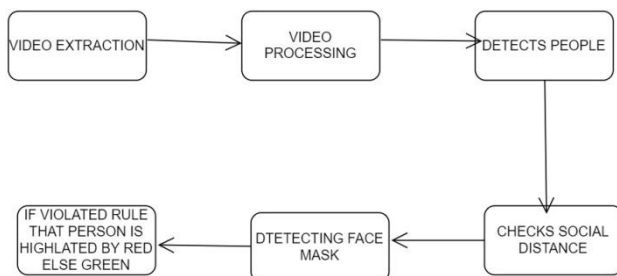 VIDEO EXTRACTION
VIDEO
PROCESSING
DETECTS PEOPLE
CHECKS SOCIAL
DISTANCE
DTETECTING FACE
MASK
IF VIOLATED RULE
THAT PERSON IS
HIGHLATED BY RED
ELSE GREEN